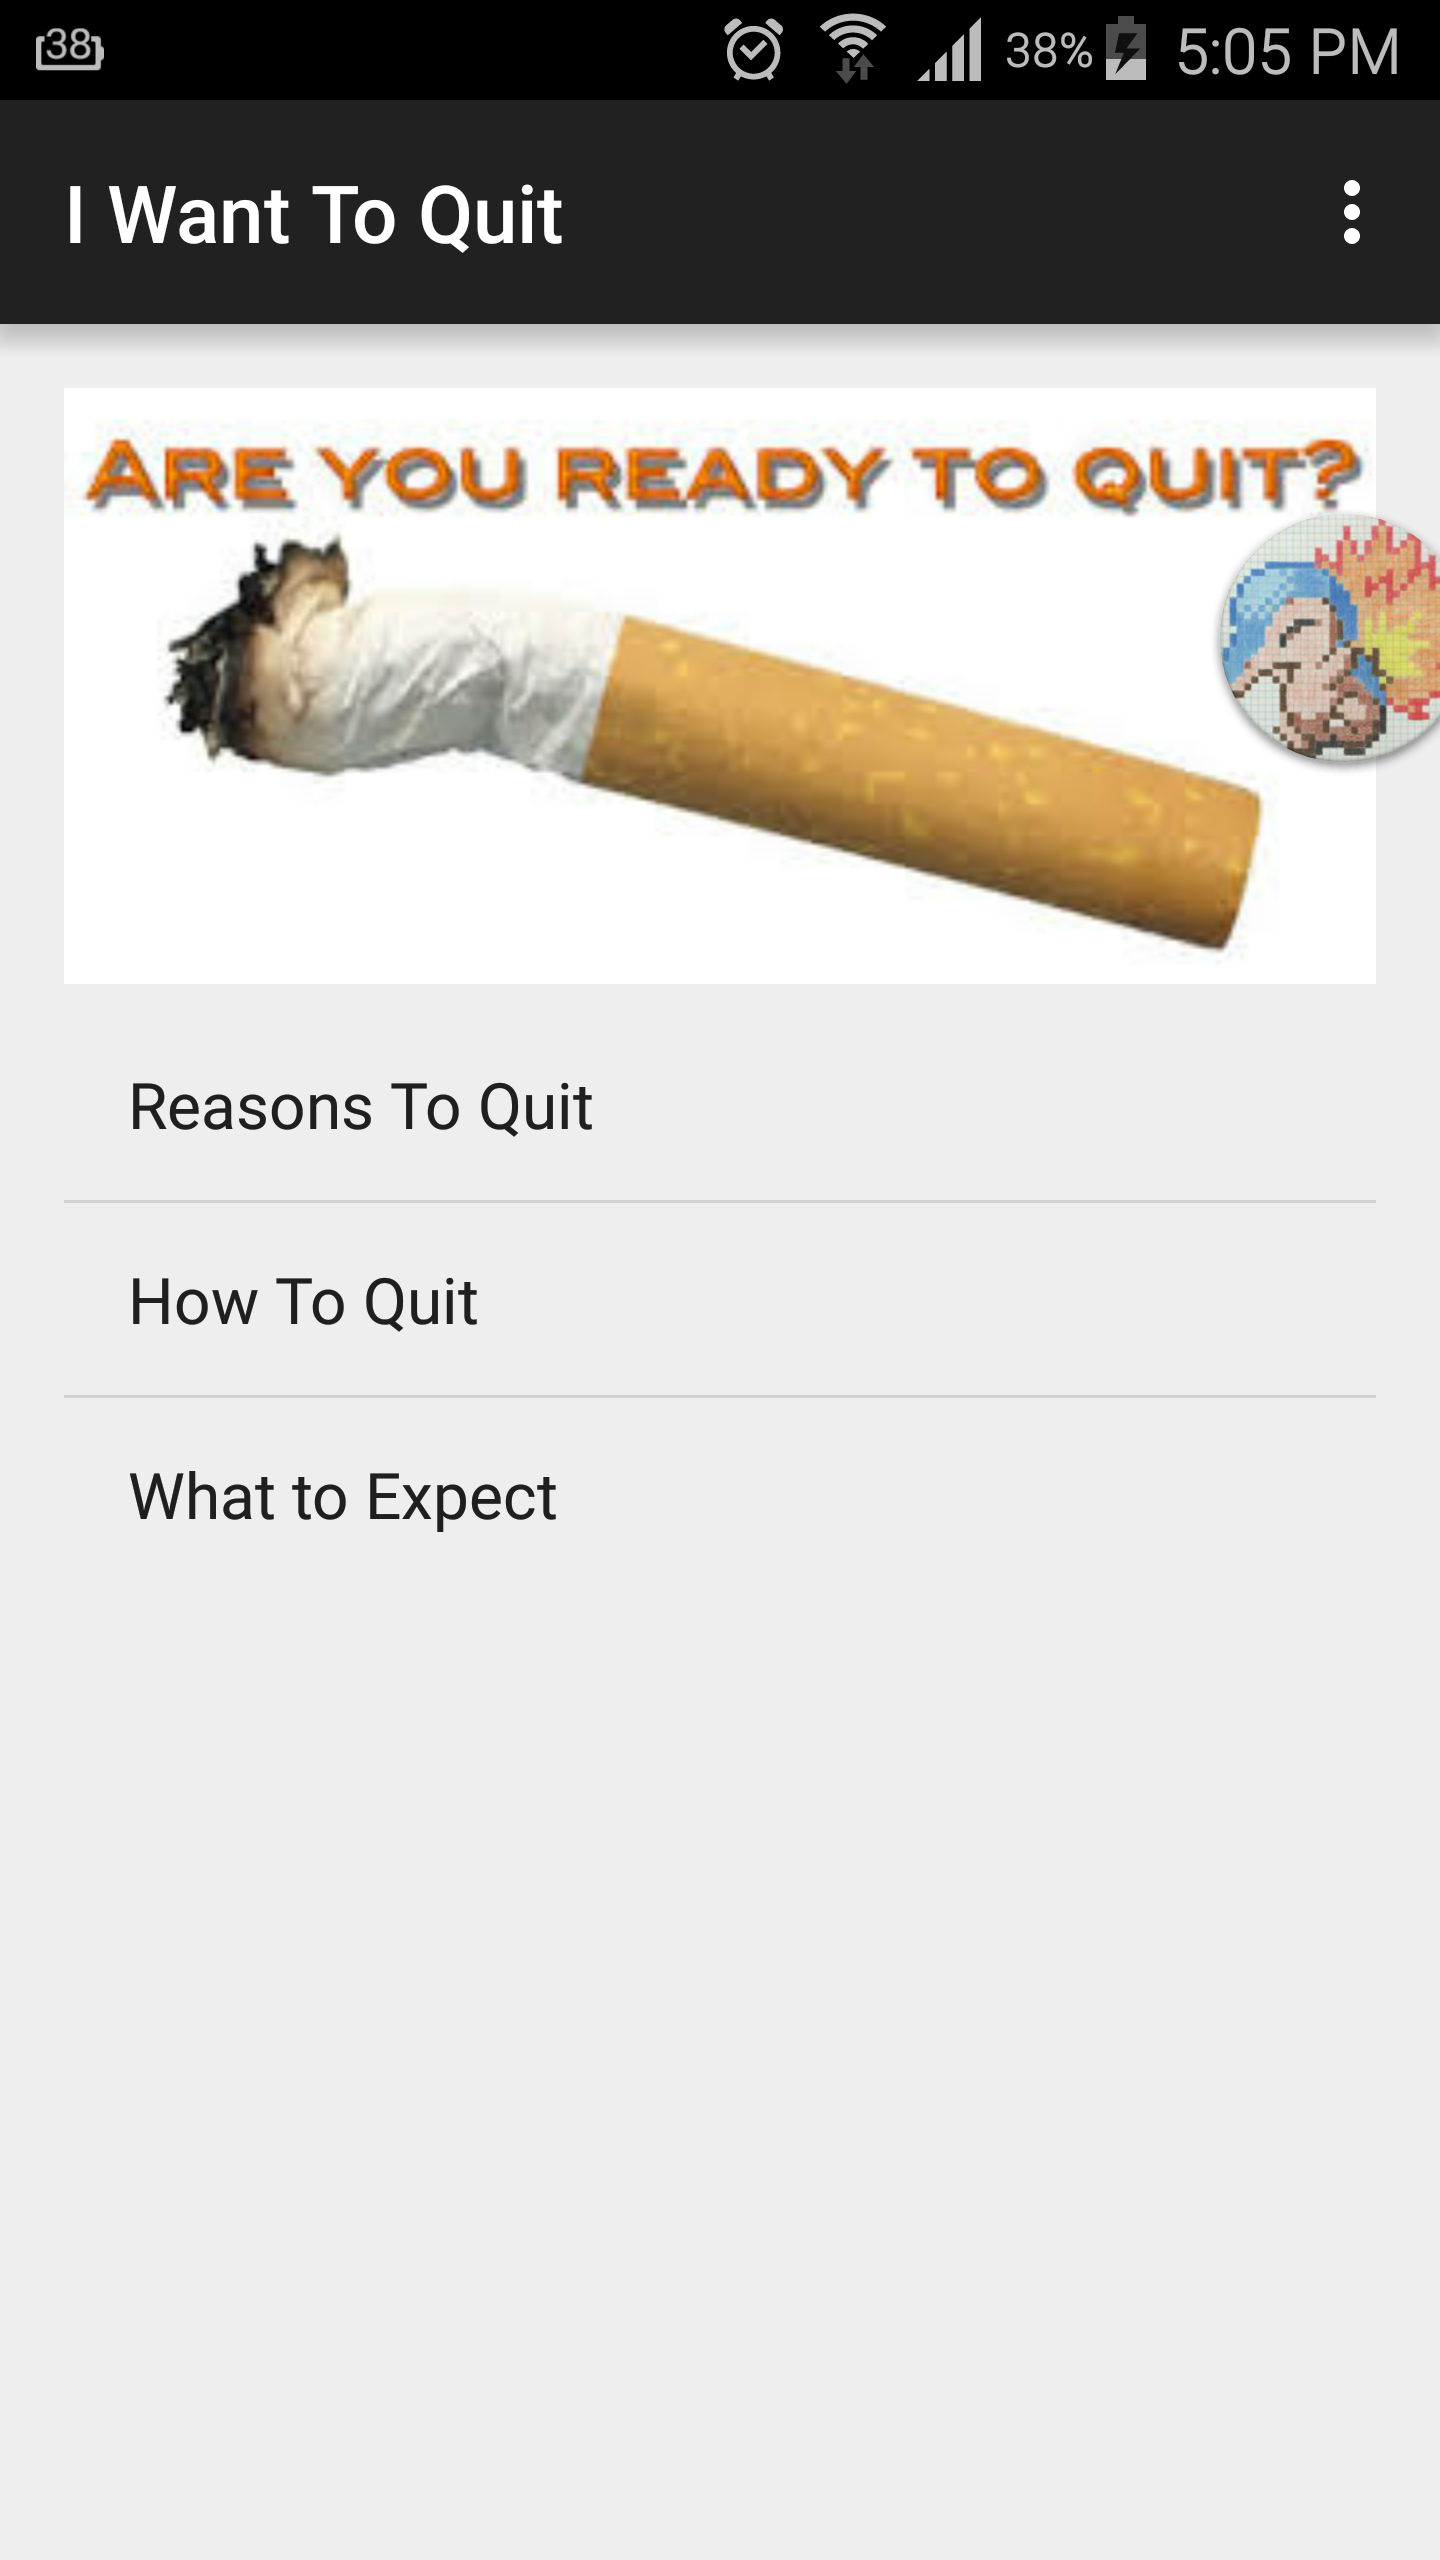 38
38% 5:05 PM
I Want To Quit
ARE YOU READY TO QUIT?
Reasons To Quit
How To Quit
What to Expect